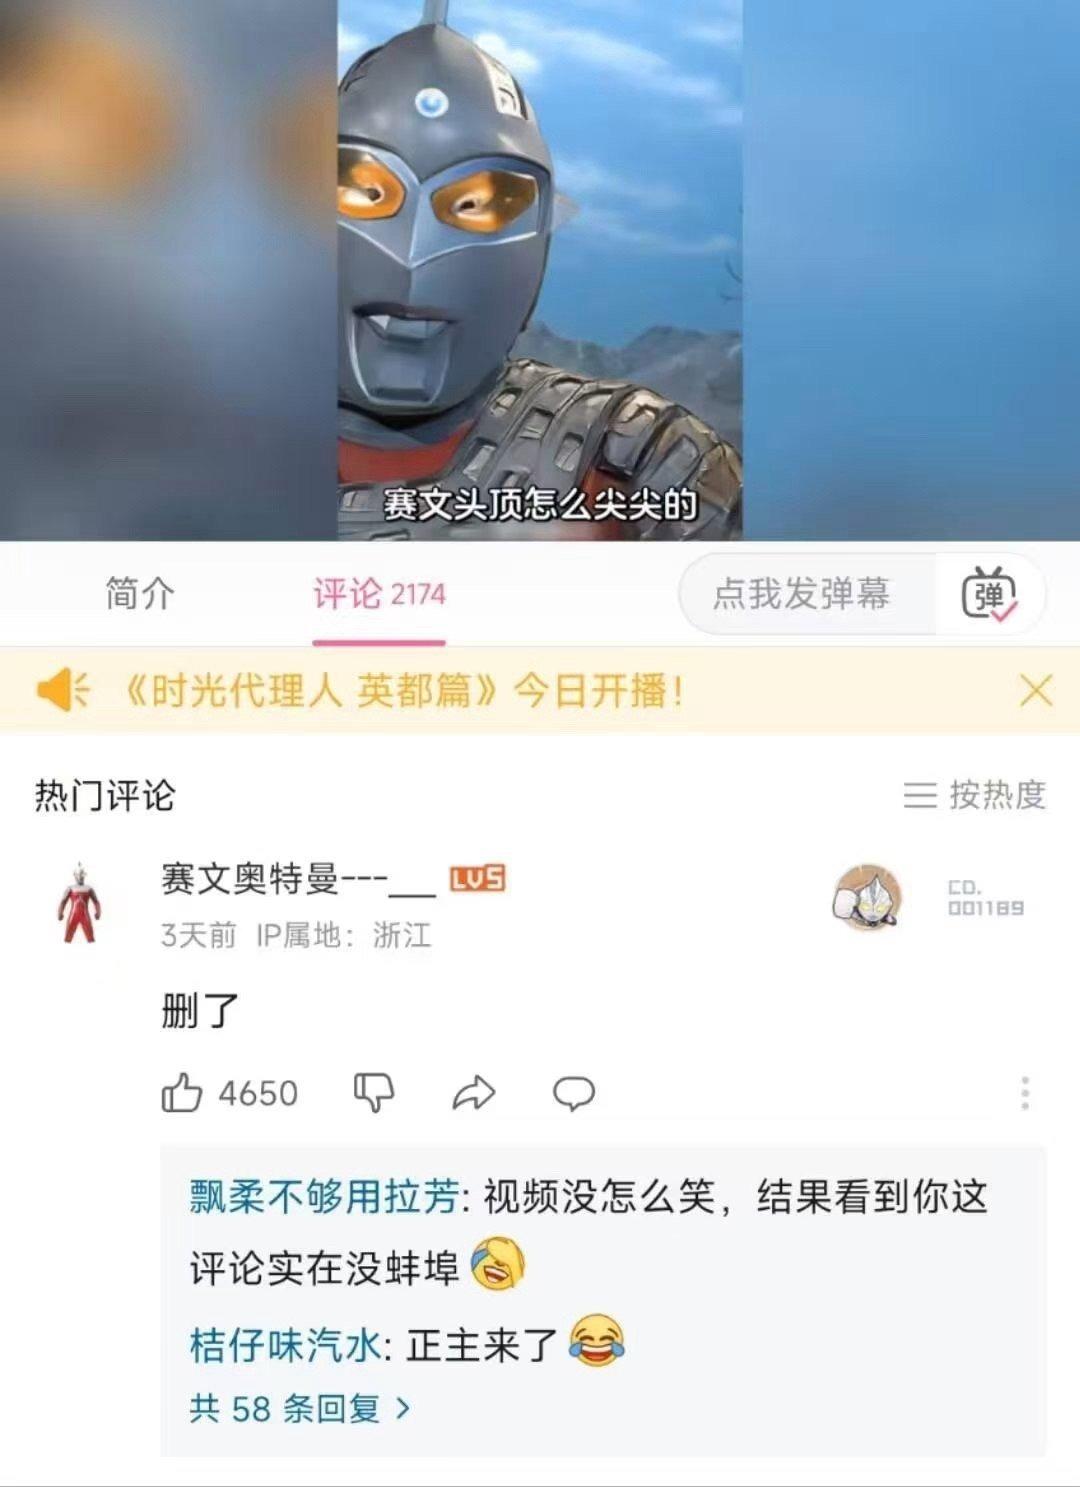 赛文头顶怎么尖尖的
简介
评论 2174
点我发弹幕
弹
《时光代理人 英都篇》今日开播！
热门评论
按热度
赛文奥特曼---__ LV5
CD.
001189
3天前 IP属地：浙江
删了
4650
飘柔不够用拉芳: 视频没怎么笑，结果看到你这
评论实在没蚌埠
桔仔味汽水: 正主来了
共 58 条回复 >